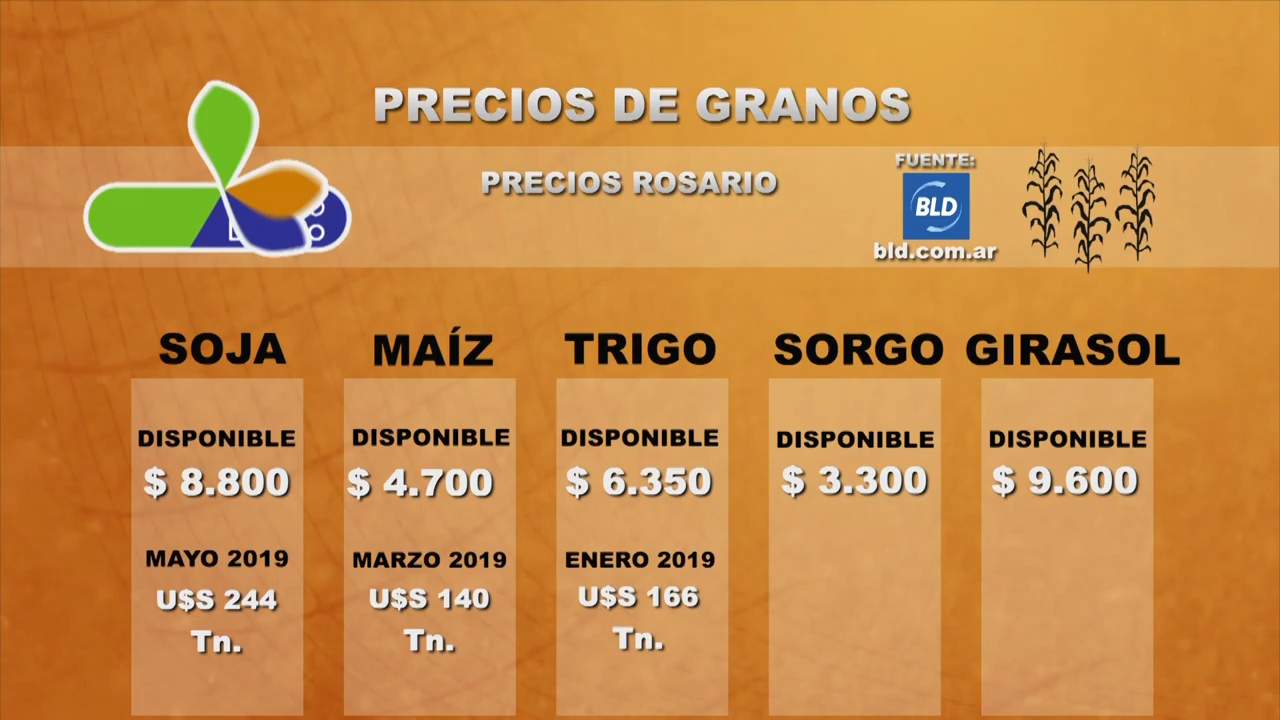 PRECIOS DE GRANOS
PRECIOS ROSARIO
FUENTE:
BLD
bld.com.ar
SOJA
DISPONIBLE
$ 8.800
MAYO 2019
U$S 244
Tn.
MAÍZ
DISPONIBLE
$ 4.700
MARZO 2019
U$S 140
Tn.
TRIGO
DISPONIBLE
$ 6.350
ENERO 2019
U$S 166
Tn.
SORGO
DISPONIBLE
$ 3.300
GIRASOL
DISPONIBLE
$ 9.600